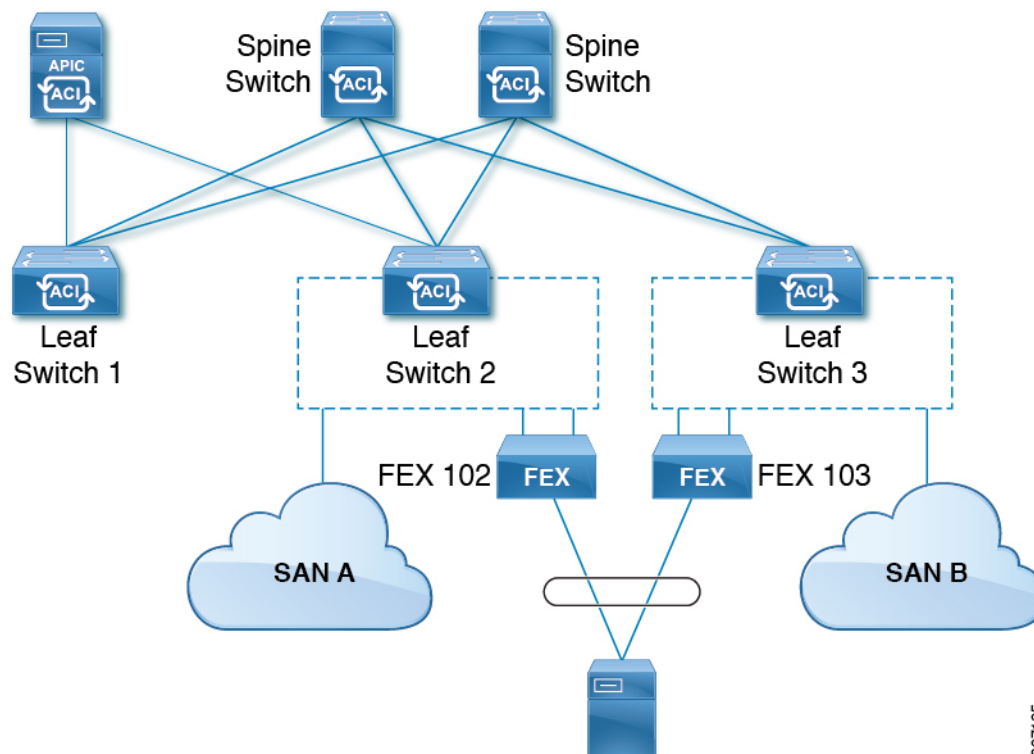 Spine
Switch
Spine
Switch
APIC
ACI
ACI
ACI
ACI
ACI
ACI
Leaf
Switch 1
Leaf
Switch 2
Leaf
Switch 3
FEX 102
FEX
FEX
FEX 103
SAN A
SAN B